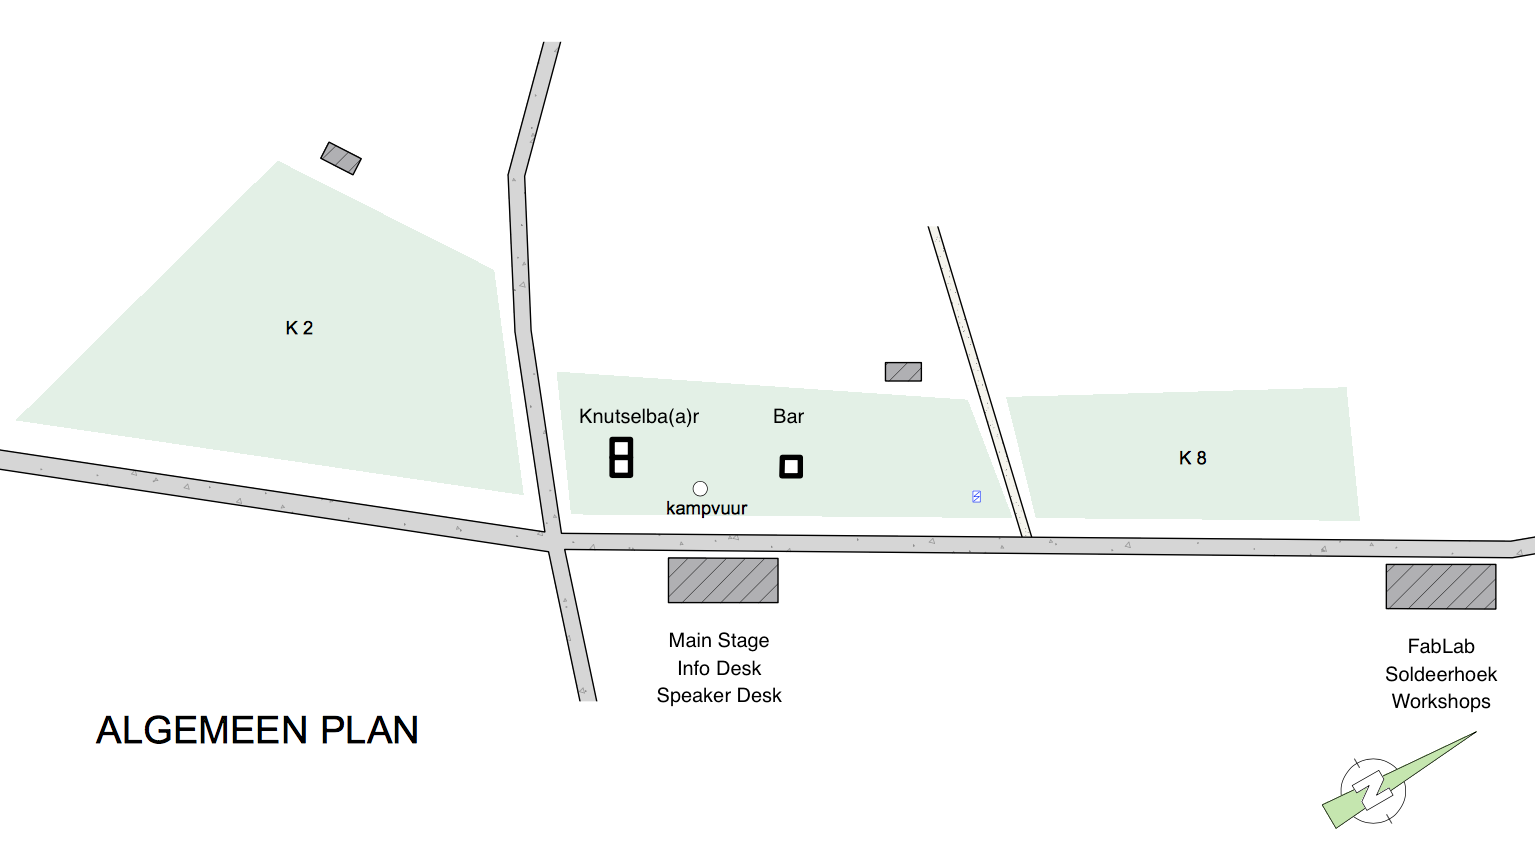 K 2
Knutselba(a)r
Bar
kampvuur
K 8
Main Stage
Info Desk
Speaker Desk
FabLab
Soldeerhoek
Workshops
ALGEMEEN PLAN
N